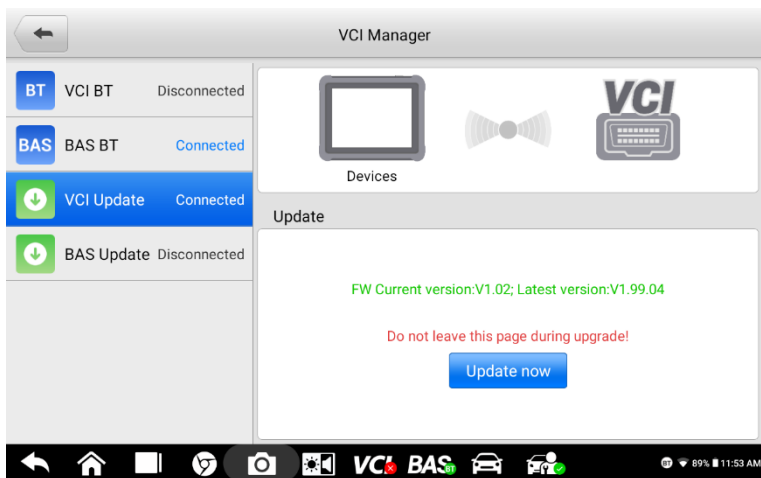 VCI Manager
BT VCI BT Disconnected
BAS BAS BT Connected
VCI Update Connected
BAS Update Disconnected
VCI
Devices
Update
FW Current version:V1.02; Latest version:V1.99.04
Do not leave this page during upgrade!
Update now
VCI BAS BT BT 89% 11:53 AM